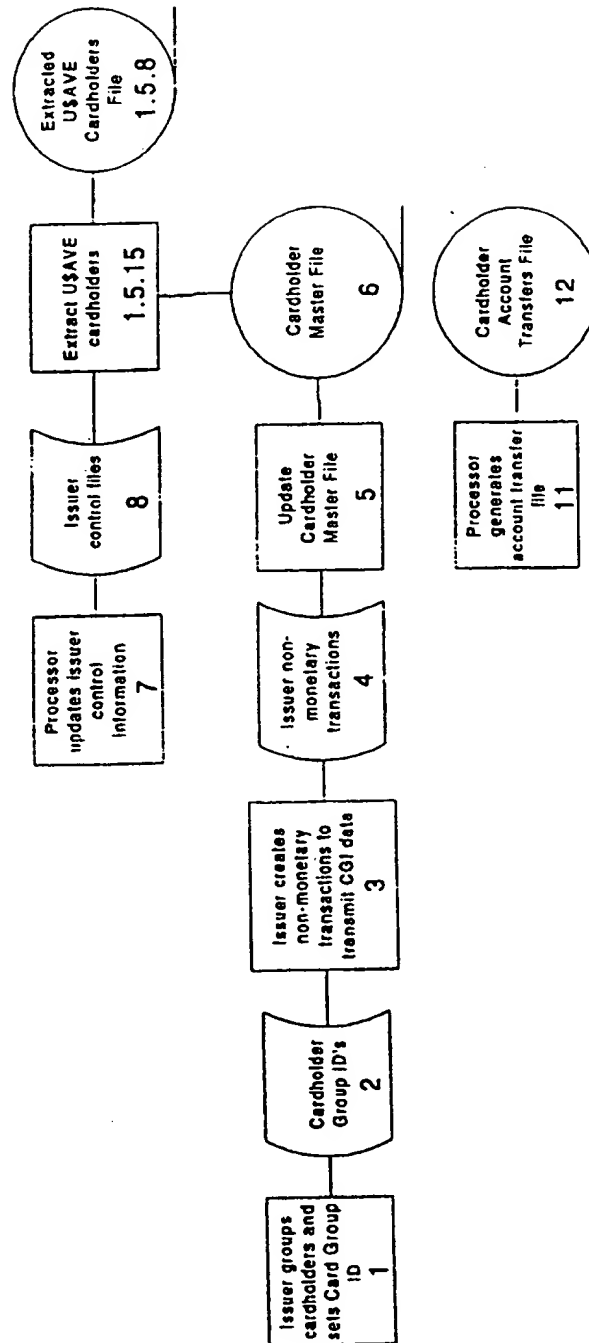 Processor
updates Issuer
control
Information
7
Issuer
control files
8
Extract U$AVE
cardholders
1.5.15
Extracted
U$AVE
Cardholders
File
1.5.8
Issuer groups
cardholders and
sets Card Group
ID
1
Cardholder
Group ID's
2
Issuer creates
non-monetary
transactions to
transmit CGI data
3
Issuer non-
monetary
transactions
4
Update
Cardholder
Master File
5
Cardholder
Master File
6
Processor
generates
account transfer
file
11
Cardholder
Account
Transfers File
12